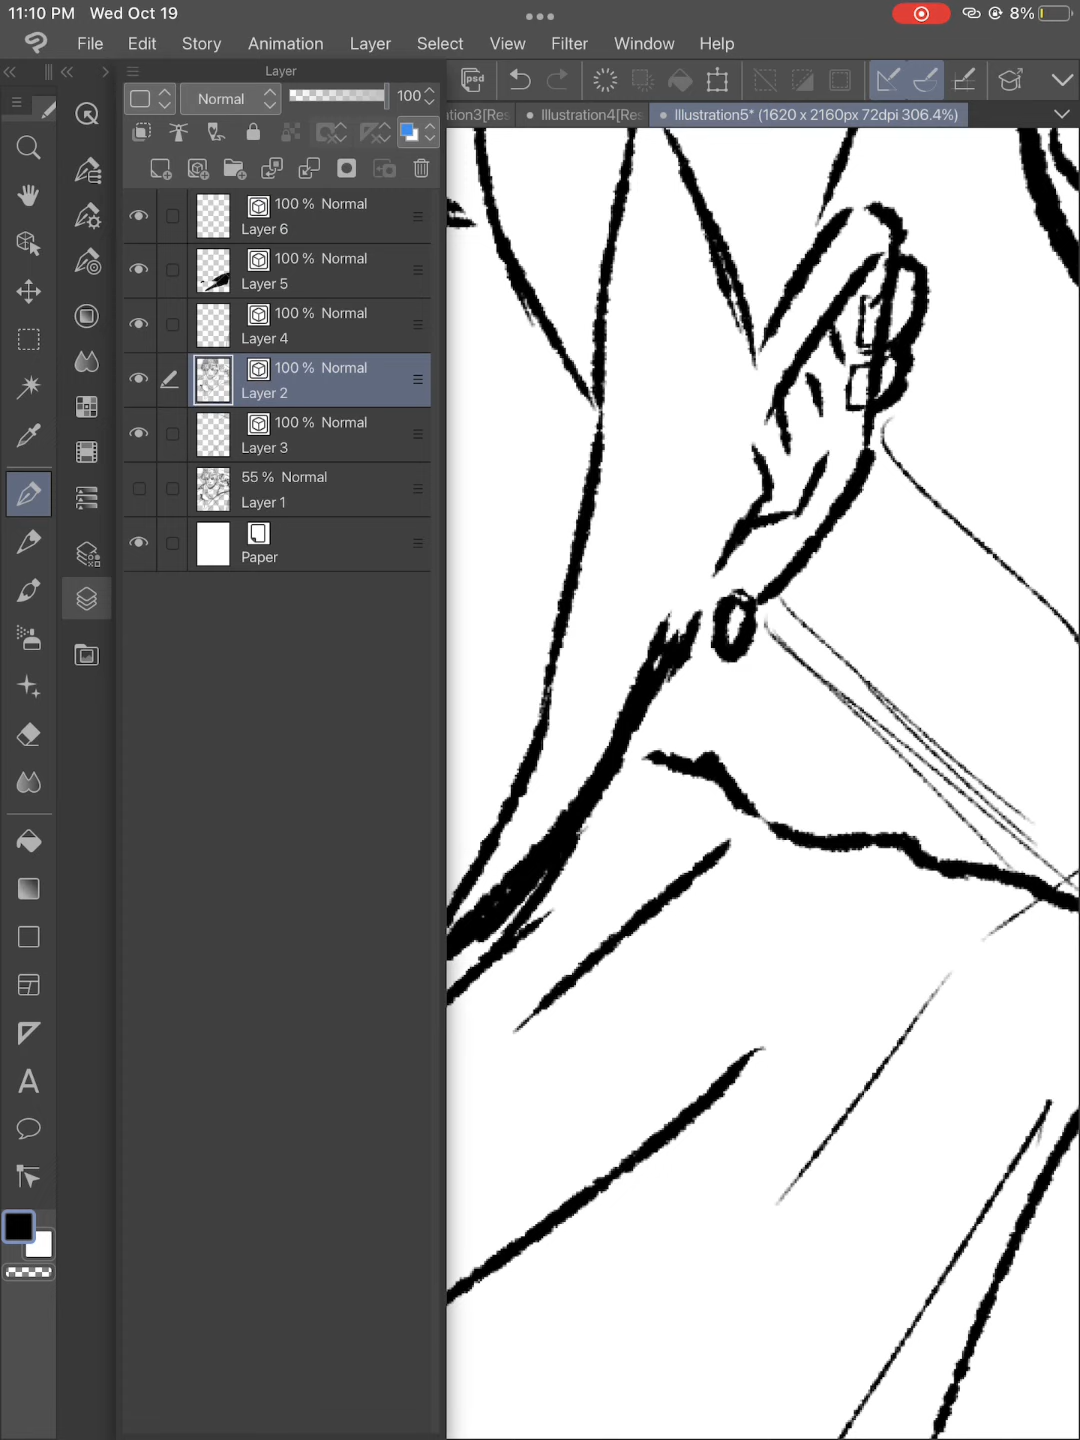 11:10 PM Wed Oct 19
8%
File Edit Story Animation Layer Select View Filter Window Help
Layer
psd
Normal 100
Illustration4[Res
Illustration5* (1620 x 2160px 72dpi 306.4%)
100 % Normal
Layer 6
100 % Normal
Layer 5
100 % Normal
Layer 4
100 % Normal
Layer 2
100 % Normal
Layer 3
55 % Normal
Layer 1
Paper
A